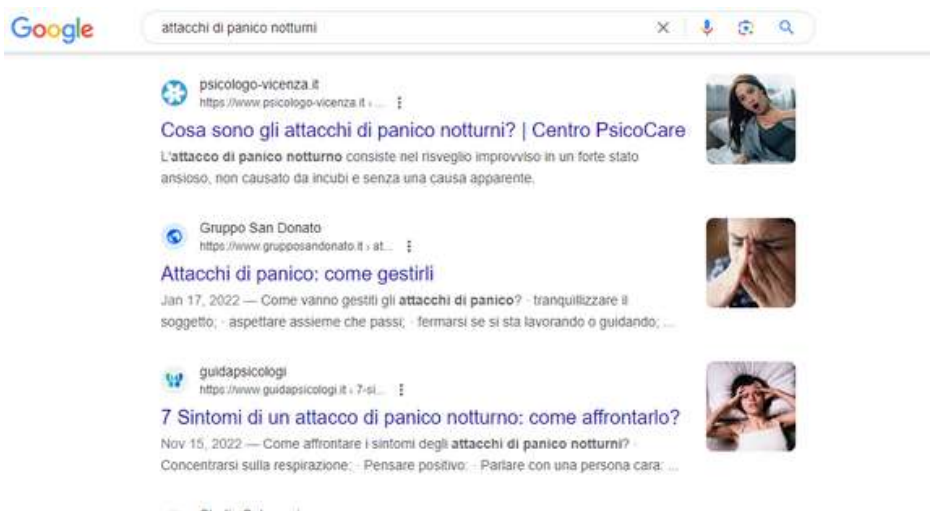 Google
attacchi di panico notturni
psicologo-vicenza.it
https://www.psicologo-vicenza.it › ...
Cosa sono gli attacchi di panico notturni? | Centro PsicoCare
L'attacco di panico notturno consiste nel risveglio improvviso in un forte stato
ansioso, non causato da incubi e senza una causa apparente.
Gruppo San Donato
https://www.grupposandonato.it › at...
Attacchi di panico: come gestirli
Jan 17, 2022 — Come vanno gestiti gli attacchi di panico? · tranquillizzare il
soggetto; · aspettare assieme che passi; · fermarsi se si sta lavorando o guidando; ...
guidapsicologi
https://www.guidapsicologi.it › 7-si...
7 Sintomi di un attacco di panico notturno: come affrontarlo?
Nov 15, 2022 — Come affrontare i sintomi degli attacchi di panico notturni? ·
Concentrarsi sulla respirazione; · Pensare positivo: · Parlare con una persona cara: ...